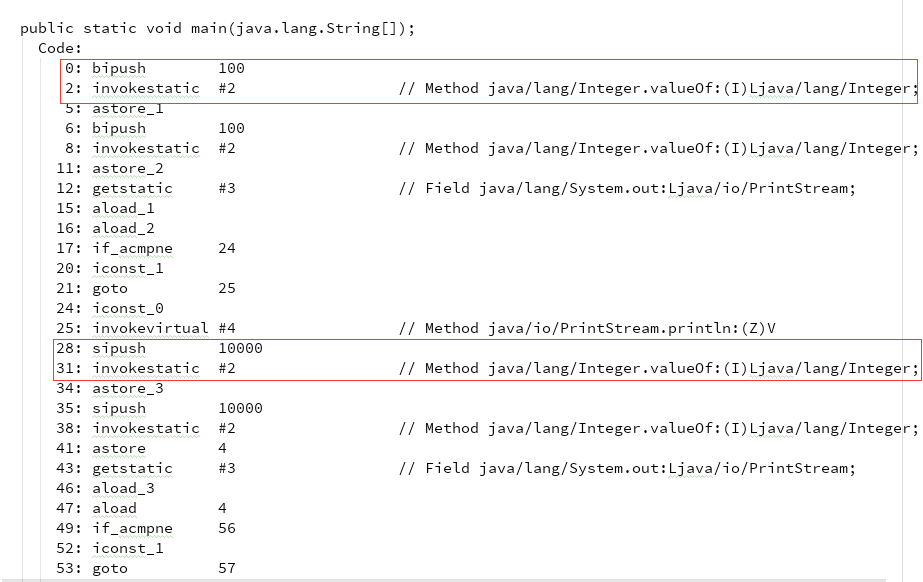 public static void main(java.lang.String[]);
Code:
0: bipush 100
2: invokestatic #2 // Method java/lang/Integer.valueOf:(I)Ljava/lang/Integer;
5: astore_1
6: bipush 100
8: invokestatic #2 // Method java/lang/Integer.valueOf:(I)Ljava/lang/Integer;
11: astore_2
12: getstatic #3 // Field java/lang/System.out:Ljava/io/PrintStream;
15: aload_1
16: aload_2
17: if_acmpne 24
20: iconst_1
21: goto 25
24: iconst_0
25: invokevirtual #4 // Method java/io/PrintStream.println:(Z)V
28: sipush 10000
31: invokestatic #2 // Method java/lang/Integer.valueOf:(I)Ljava/lang/Integer;
34: astore_3
35: sipush 10000
38: invokestatic #2 // Method java/lang/Integer.valueOf:(I)Ljava/lang/Integer;
41: astore 4
43: getstatic #3 // Field java/lang/System.out:Ljava/io/PrintStream;
46: aload_3
47: aload 4
49: if_acmpne 56
52: iconst_1
53: goto 57